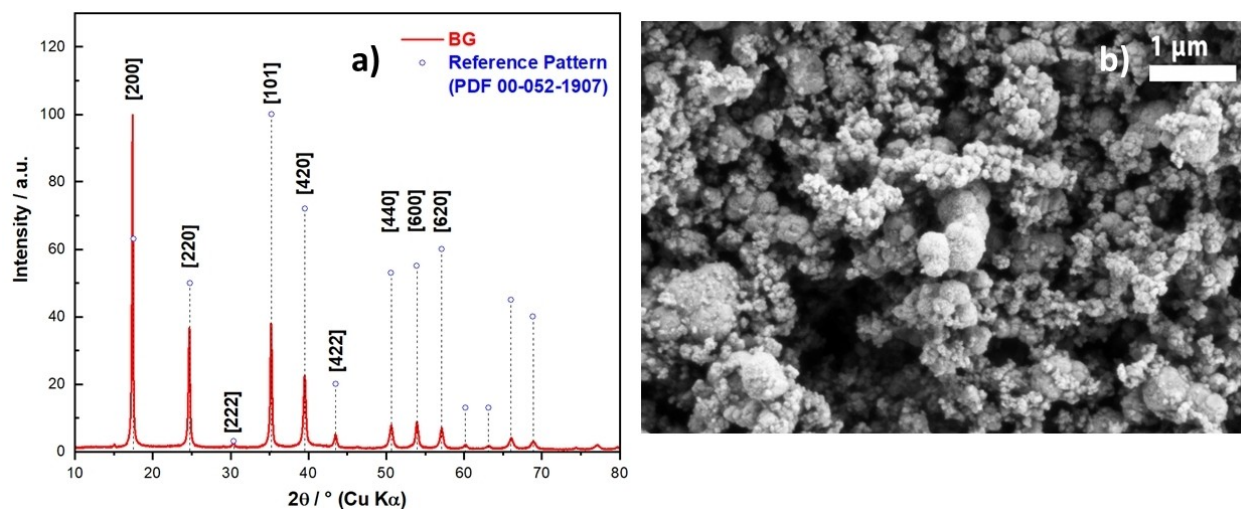 a)
BG
Reference Pattern
(PDF 00-052-1907)
Intensity / a.u.
120
100
80
60
40
20
0
[200]
[220]
[222]
[101]
[420]
[422]
[440]
[600]
[620]
10 20 30 40 50 60 70 80
2θ / ° (Cu Kα)
b)
1 µm